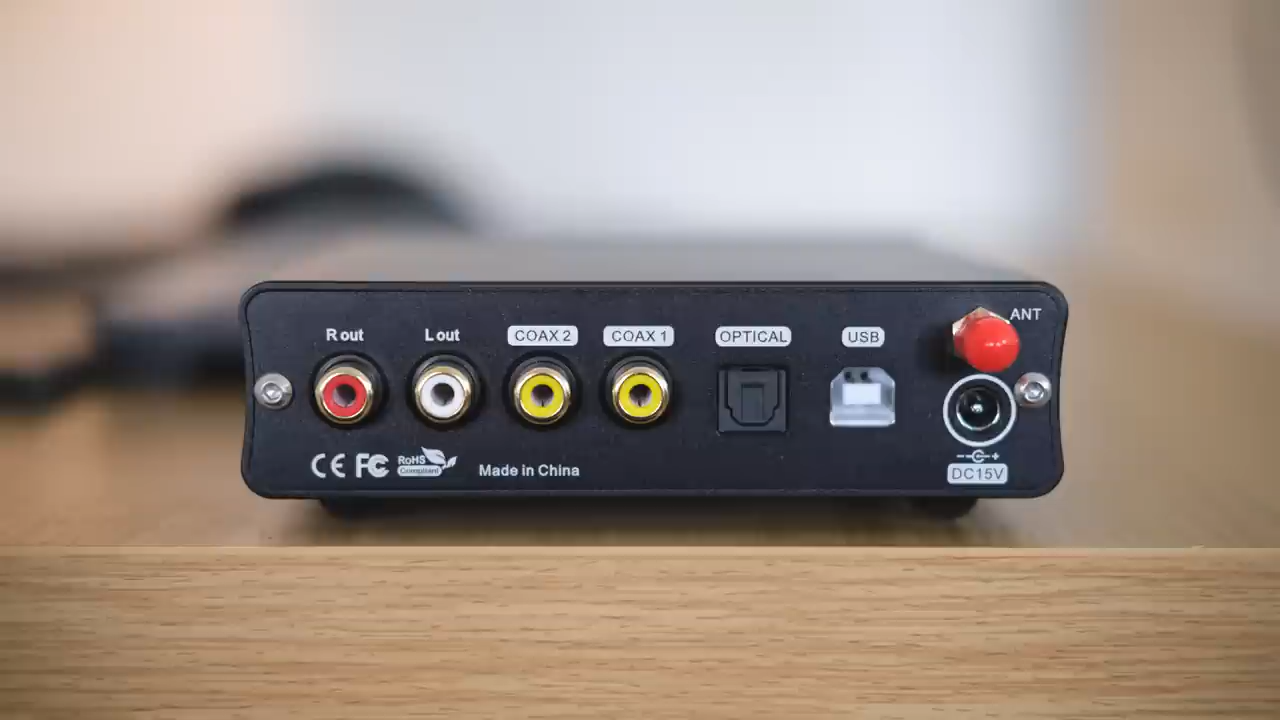 R out
L out
COAX 2
COAX 1
OPTICAL
USB
ANT
CE FC RoHS
Compliant
Made in China
DC15V